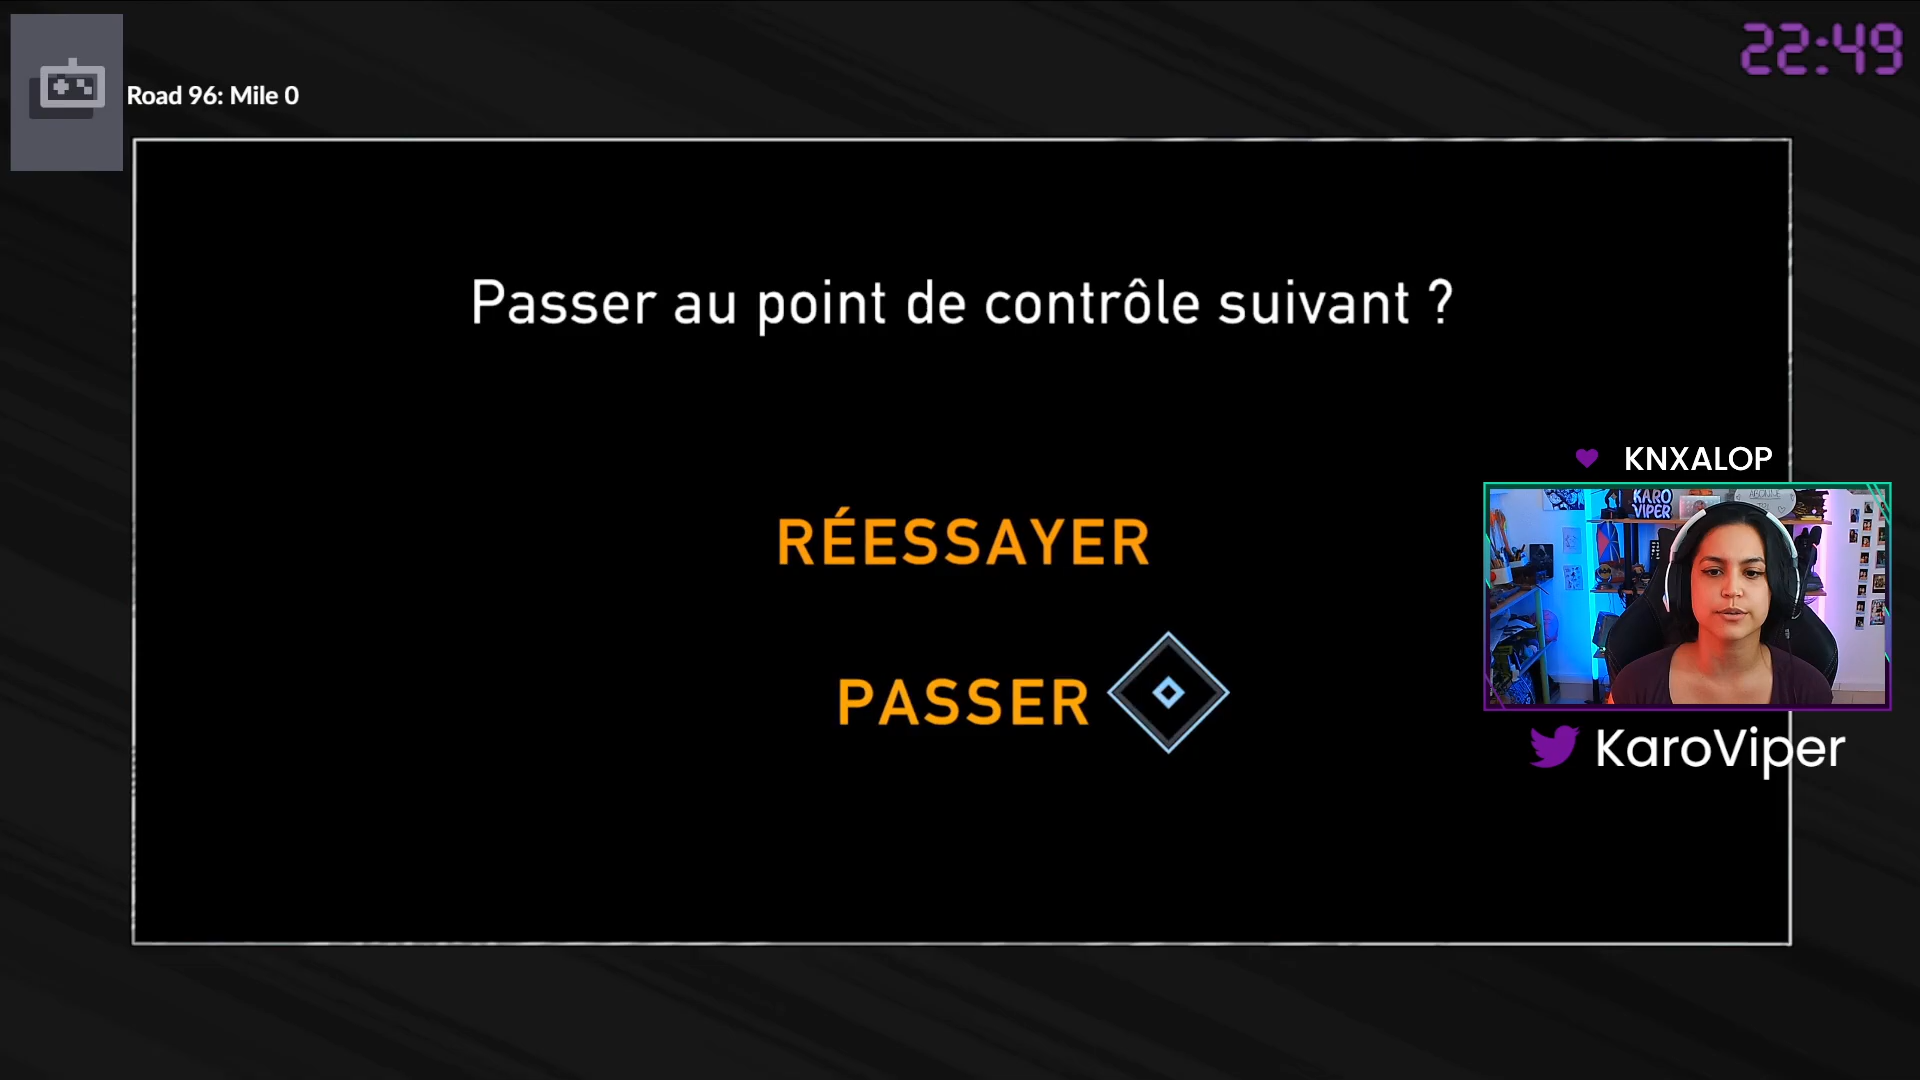 22:49
Road 96: Mile 0
Passer au point de contrôle suivant ?
RÉESSAYER
PASSER
KNXALOP
KARO
VIPER
KaroViper